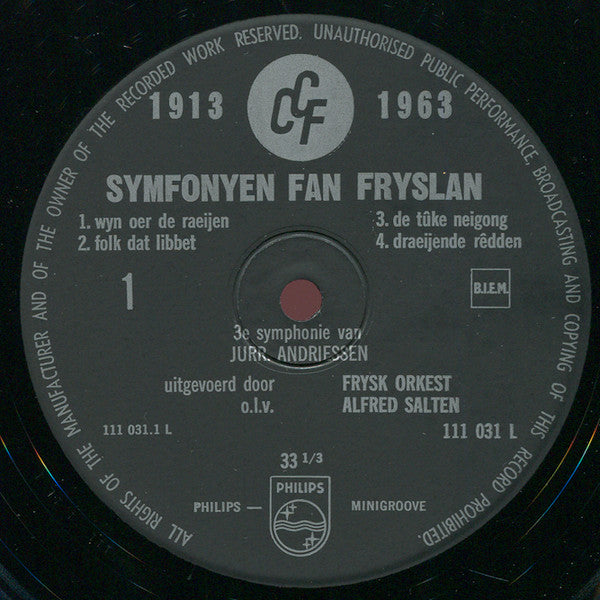 ALL RIGHTS OF THE MANUFACTURER AND OF THE OWNER OF THE RECORDED WORK RESERVED. UNAUTHORISED PUBLIC PERFORMANCE, BROADCASTING AND COPYING OF THIS RECORD PROHIBITED.
1913 CCF 1963
SYMFONYEN FAN FRYSLAN
1. wyn oer de raeijen
2. folk dat libbet
3. de tûke neigong
4. draeijende rêdden
1
B.I.E.M.
3e symphonie van
JURR. ANDRIESSEN
uitgevoerd door FRYSK ORKEST
o.l.v. ALFRED SALTEN
111 031.1 L
111 031 L
33 1/3
PHILIPS — PHILIPS MINIGROOVE